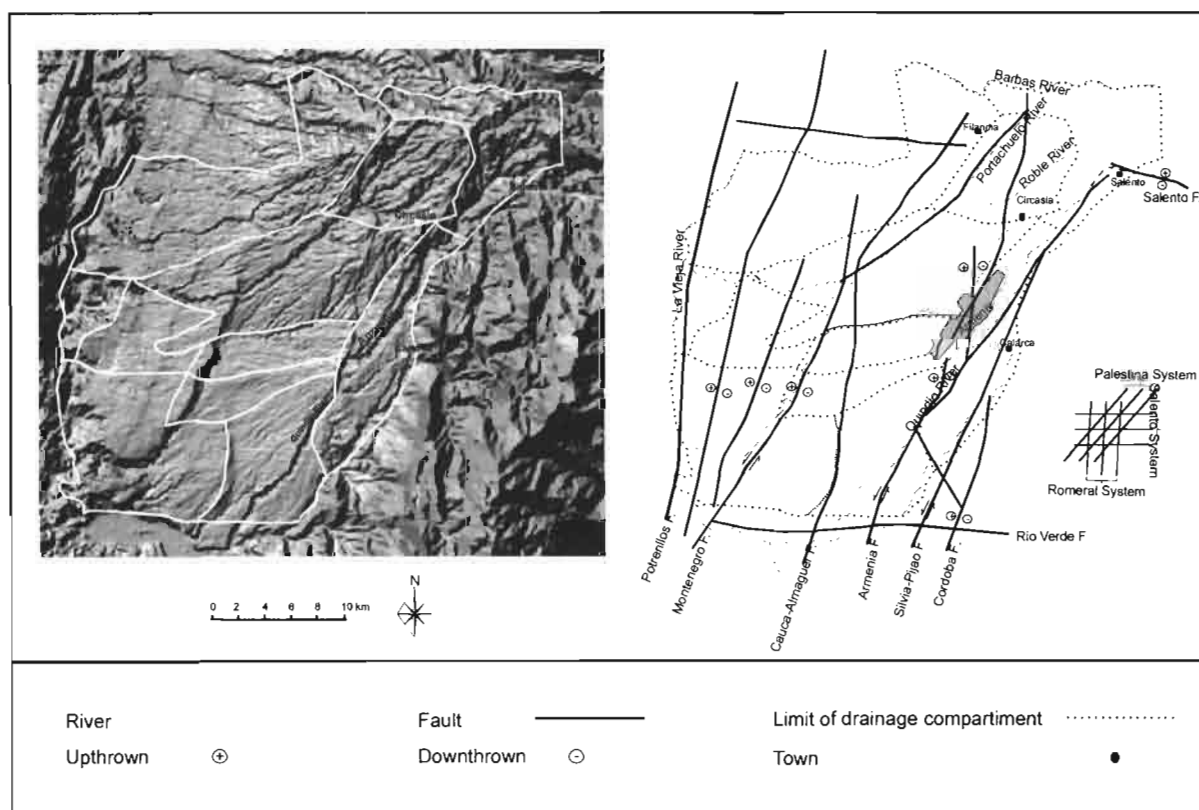 Circasia
Barbas River
Filandia
Portachuelo River
Roble River
Salento
Salento F.
Circasia
La Vieja River
Calarca
Quindio River
Palestina System
Salento System
Romeral System
Rio Verde F
Potrerillos F.
Montenegro F.
Cauca-Almaguer F.
Armenia F.
Silvia-Pijao F.
Cordoba F.
N
0 2 4 6 8 10 km
River
Fault
Limit of drainage compartiment
Upthrown
Downthrown
Town